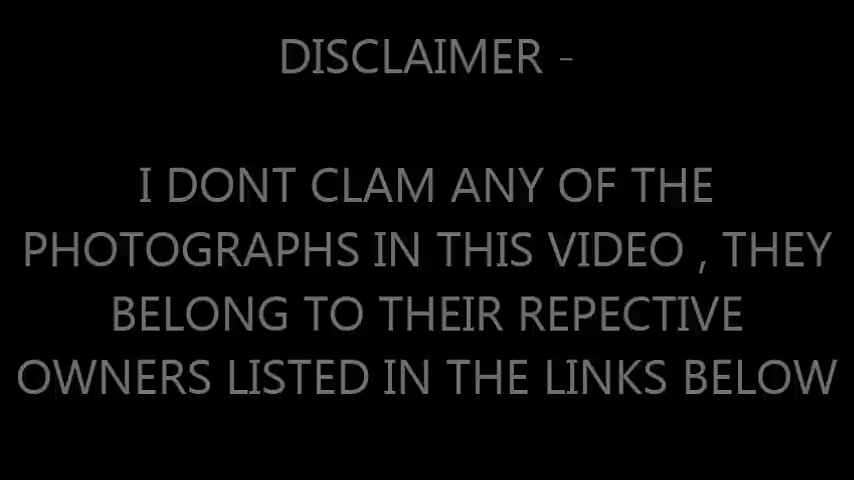 DISCLAIMER -
I DONT CLAM ANY OF THE
PHOTOGRAPHS IN THIS VIDEO , THEY
BELONG TO THEIR REPECTIVE
OWNERS LISTED IN THE LINKS BELOW